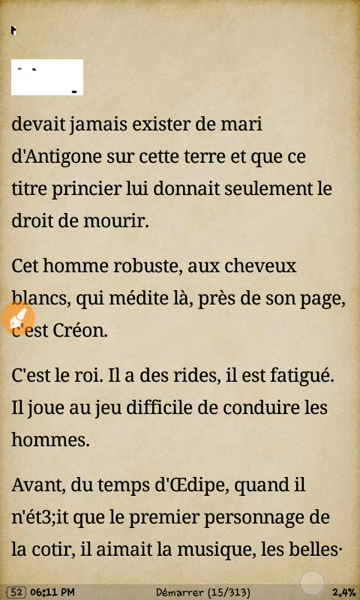 devait jamais exister de mari
d'Antigone sur cette terre et que ce
titre princier lui donnait seulement le
droit de mourir.
Cet homme robuste, aux cheveux
blancs, qui médite là, près de son page,
c'est Créon.
C'est le roi. Il a des rides, il est fatigué.
Il joue au jeu difficile de conduire les
hommes.
Avant, du temps d'Œdipe, quand il
n'ét3;it que le premier personnage de
la cotir, il aimait la musique, les belles·
52 06:11 PM Démarrer (15/313) 2,4%